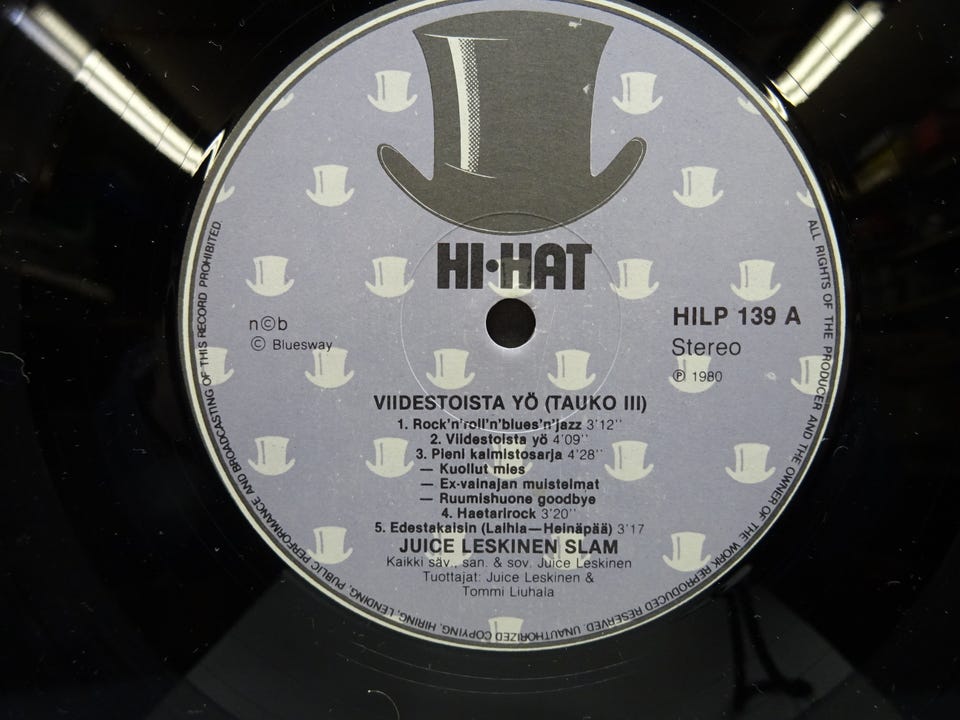 HI·HAT
HILP 139 A
Stereo
℗ 1980
n©b
© Bluesway
VIIDESTOISTA YÖ (TAUKO III)
1. Rock'n'roll'n'blues'n'jazz 3'12''
2. Viidestoista yö 4'09''
3. Pieni kalmistosarja 4'28''
— Kuollut mies
— Ex-vainajan muistelmat
— Ruumishuone goodbye
4. Haetarirock 3'20''
5. Edestakaisin (Laihia—Heinäpää) 3'17
JUICE LESKINEN SLAM
Kaikki säv., san. & sov. Juice Leskinen
Tuottajat: Juice Leskinen &
Tommi Liuhala
ALL RIGHTS OF THE PRODUCER AND THE OWNER OF THE WORK REPRODUCED RESERVED. UNAUTHORIZED COPYING, HIRING, LENDING, PUBLIC PERFORMANCE AND BROADCASTING OF THIS RECORD PROHIBITED